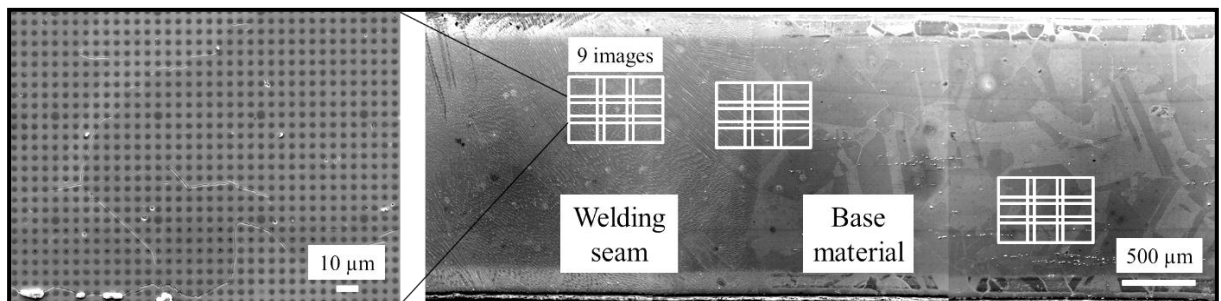 10 µm
9 images
Welding
seam
Base
material
500 µm